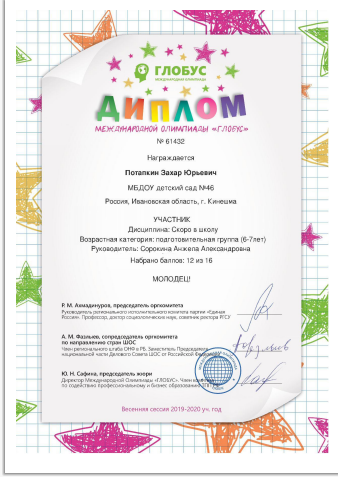 ГЛОБУС
МЕЖДУНАРОДНАЯ ОЛИМПИАДА
ДИПЛОМ
МЕЖДУНАРОДНОЙ ОЛИМПИАДЫ «ГЛОБУС»
№ 61432
Награждается
Потапкин Захар Юрьевич
МБДОУ детский сад №46
Россия, Ивановская область, г. Кинешма
УЧАСТНИК
Дисциплина: Скоро в школу
Возрастная категория: подготовительная группа (6-7лет)
Руководитель: Сорокина Анжела Александровна
Набрано баллов: 12 из 16
МОЛОДЕЦ!
Р. М. Ахмадинуров, председатель оргкомитета
Руководитель регионального исполнительного комитета партии «Единая
Россия». Профессор, доктор социологических наук, советник ректора РГСУ
А. М. Фазлыев, сопредседатель оргкомитета
по направлению стран ШОС
Член регионального штаба ОНФ в РБ. Заместитель Председателя
национальной части Делового Совета ШОС от Российской Федерации
Ю. Н. Сафина, председатель жюри
Директор Международной Олимпиады «ГЛОБУС». Член комитета
по содействию профессиональному и бизнес образованию
Весенняя сессия 2019-2020 уч. год